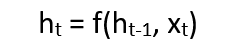 hₜ = f(hₜ₋₁, xₜ)